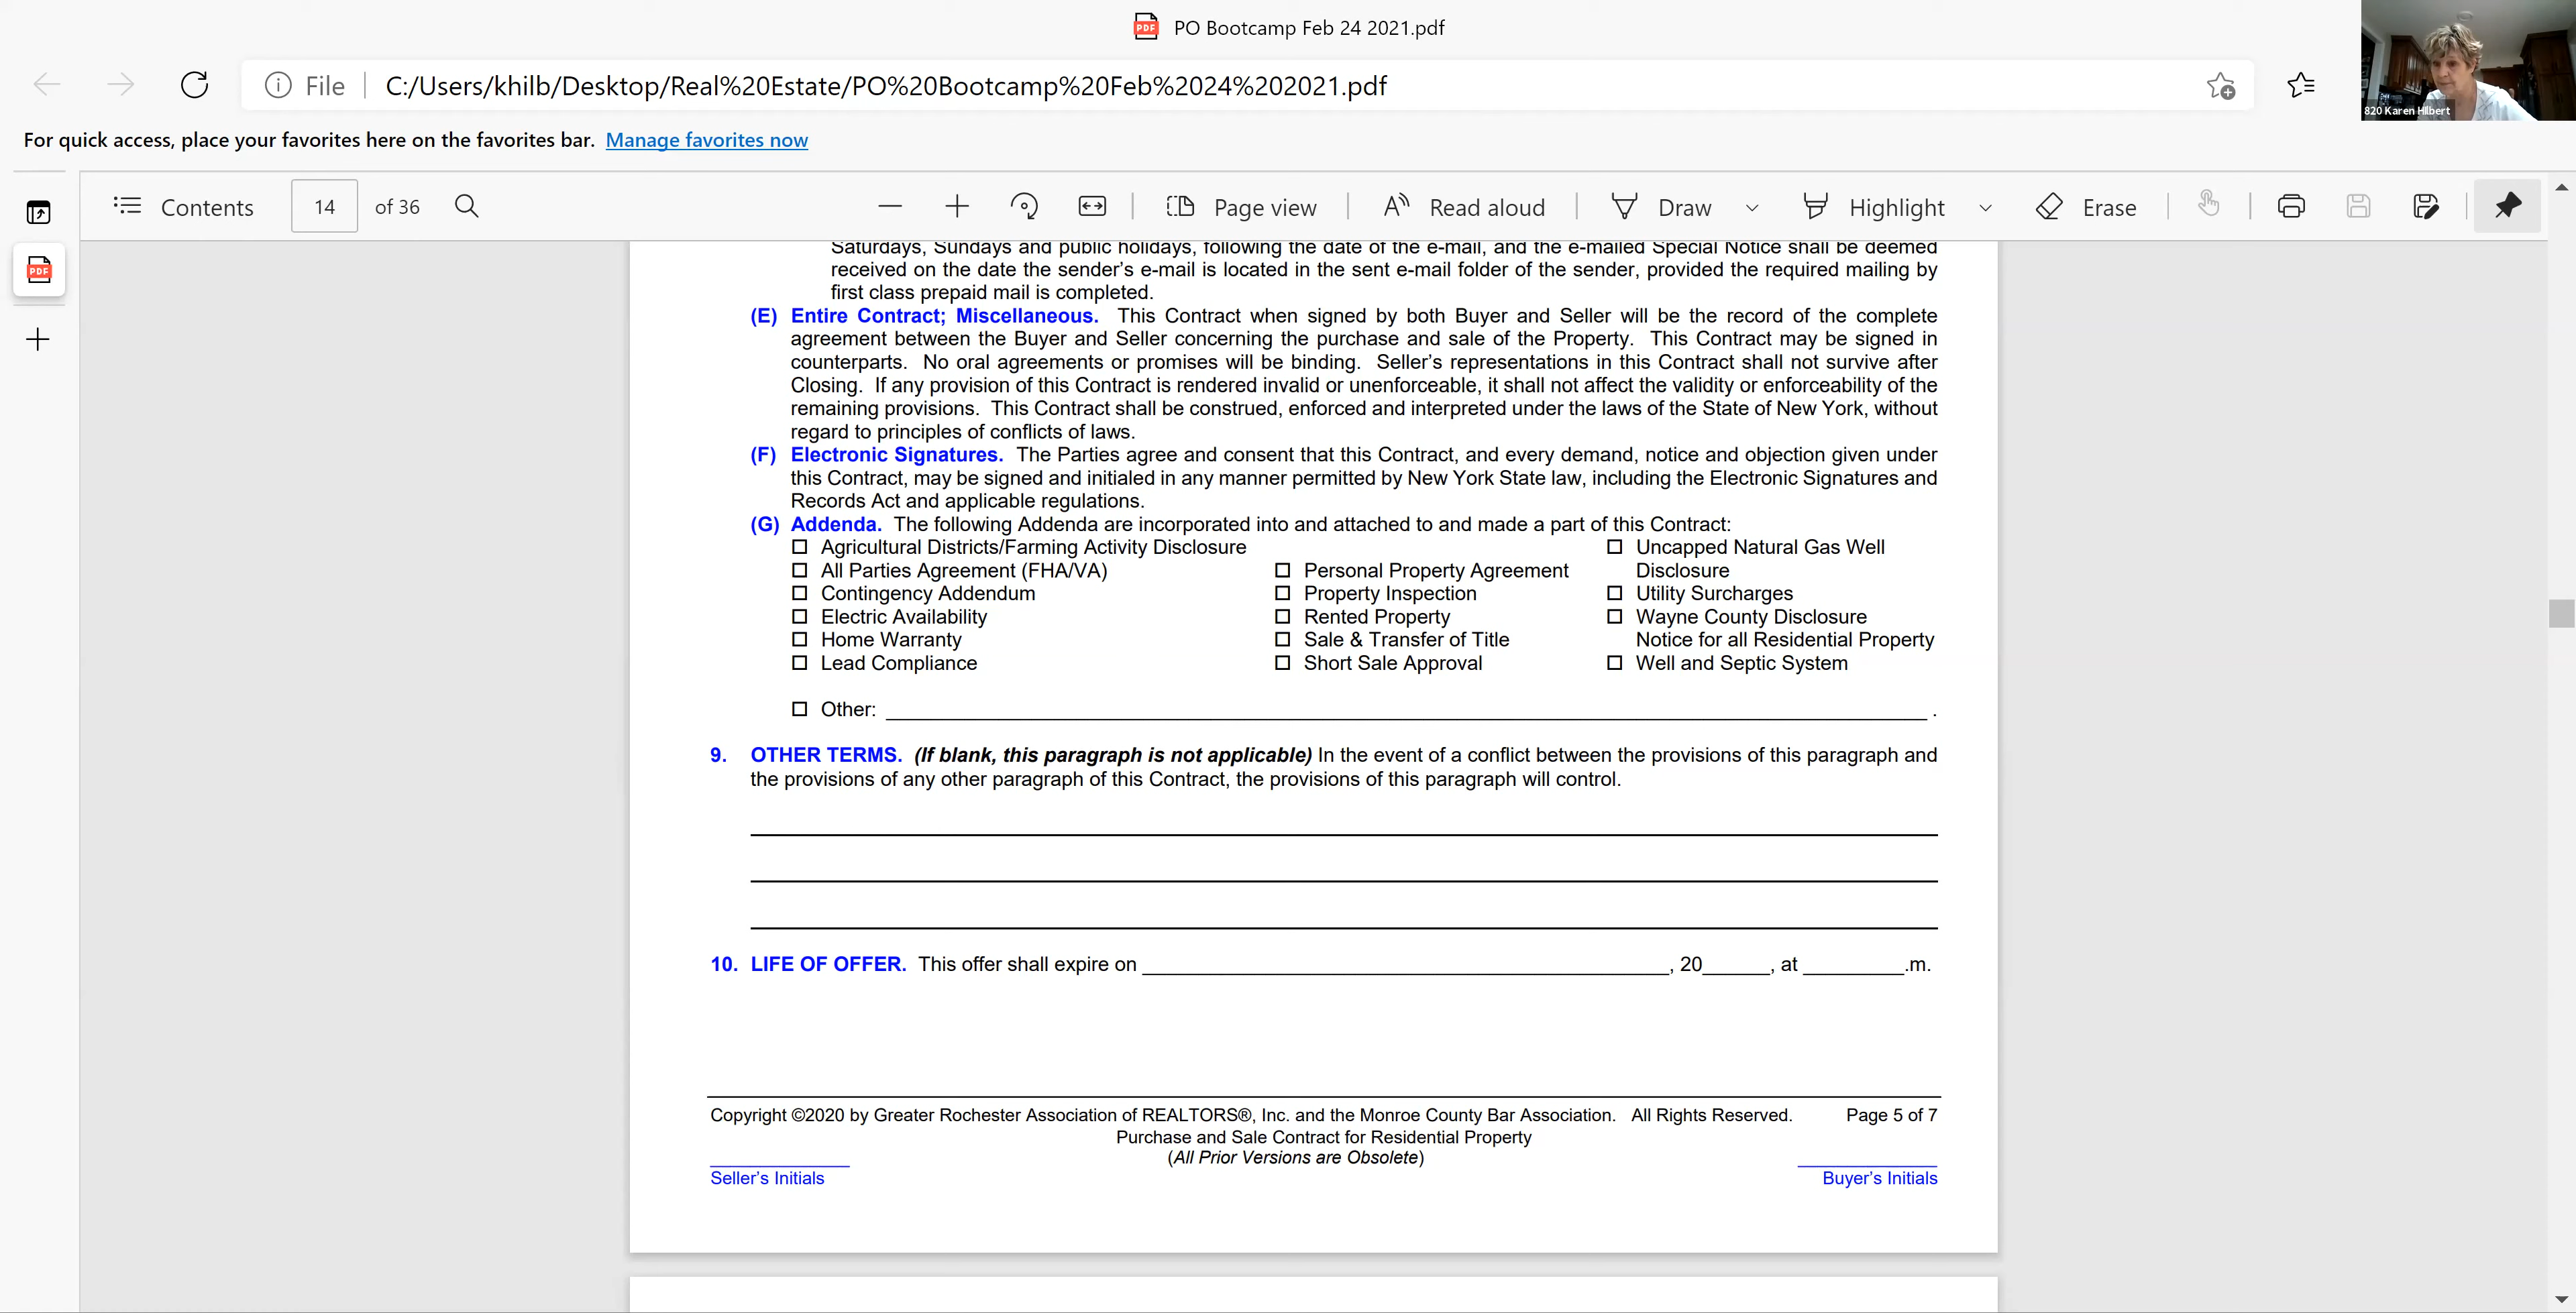 PO Bootcamp Feb 24 2021.pdf
File C:/Users/khilb/Desktop/Real%20Estate/PO%20Bootcamp%20Feb%2024%202021.pdf
820 Karen Hilbert
For quick access, place your favorites here on the favorites bar. Manage favorites now
Contents 14 of 36 Page view Read aloud Draw Highlight Erase
Saturdays, Sundays and public holidays, following the date of the e-mail, and the e-mailed Special Notice shall be deemed
received on the date the sender's e-mail is located in the sent e-mail folder of the sender, provided the required mailing by
first class prepaid mail is completed.
(E) Entire Contract; Miscellaneous. This Contract when signed by both Buyer and Seller will be the record of the complete
agreement between the Buyer and Seller concerning the purchase and sale of the Property. This Contract may be signed in
counterparts. No oral agreements or promises will be binding. Seller's representations in this Contract shall not survive after
Closing. If any provision of this Contract is rendered invalid or unenforceable, it shall not affect the validity or enforceability of the
remaining provisions. This Contract shall be construed, enforced and interpreted under the laws of the State of New York, without
regard to principles of conflicts of laws.
(F) Electronic Signatures. The Parties agree and consent that this Contract, and every demand, notice and objection given under
this Contract, may be signed and initialed in any manner permitted by New York State law, including the Electronic Signatures and
Records Act and applicable regulations.
(G) Addenda. The following Addenda are incorporated into and attached to and made a part of this Contract:
☐ Agricultural Districts/Farming Activity Disclosure
☐ All Parties Agreement (FHA/VA)
☐ Contingency Addendum
☐ Electric Availability
☐ Home Warranty
☐ Lead Compliance
☐ Personal Property Agreement
☐ Property Inspection
☐ Rented Property
☐ Sale & Transfer of Title
☐ Short Sale Approval
☐ Uncapped Natural Gas Well
Disclosure
☐ Utility Surcharges
☐ Wayne County Disclosure
Notice for all Residential Property
☐ Well and Septic System
☐ Other: ____________________.
9. OTHER TERMS. (If blank, this paragraph is not applicable) In the event of a conflict between the provisions of this paragraph and
the provisions of any other paragraph of this Contract, the provisions of this paragraph will control.
10. LIFE OF OFFER. This offer shall expire on ____________________, 20______, at _________.m.
Copyright ©2020 by Greater Rochester Association of REALTORS®, Inc. and the Monroe County Bar Association. All Rights Reserved. Page 5 of 7
Purchase and Sale Contract for Residential Property
(All Prior Versions are Obsolete)
Seller's Initials Buyer's Initials